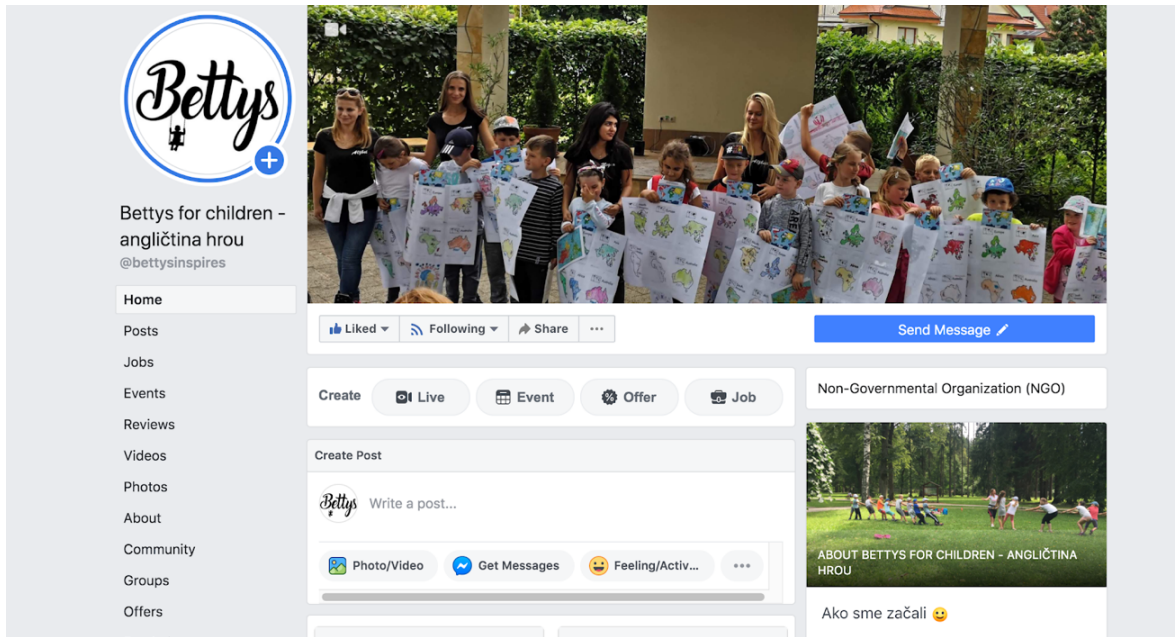 Bettys
Bettys for children -
angličtina hrou
@bettysinspires
Home
Posts
Jobs
Events
Reviews
Videos
Photos
About
Community
Groups
Offers
Liked
Following
Share
Send Message
Create
Live
Event
Offer
Job
Create Post
Bettys
Write a post...
Photo/Video
Get Messages
Feeling/Activ...
Non-Governmental Organization (NGO)
ABOUT BETTYS FOR CHILDREN - ANGLIČTINA
HROU
Ako sme začali